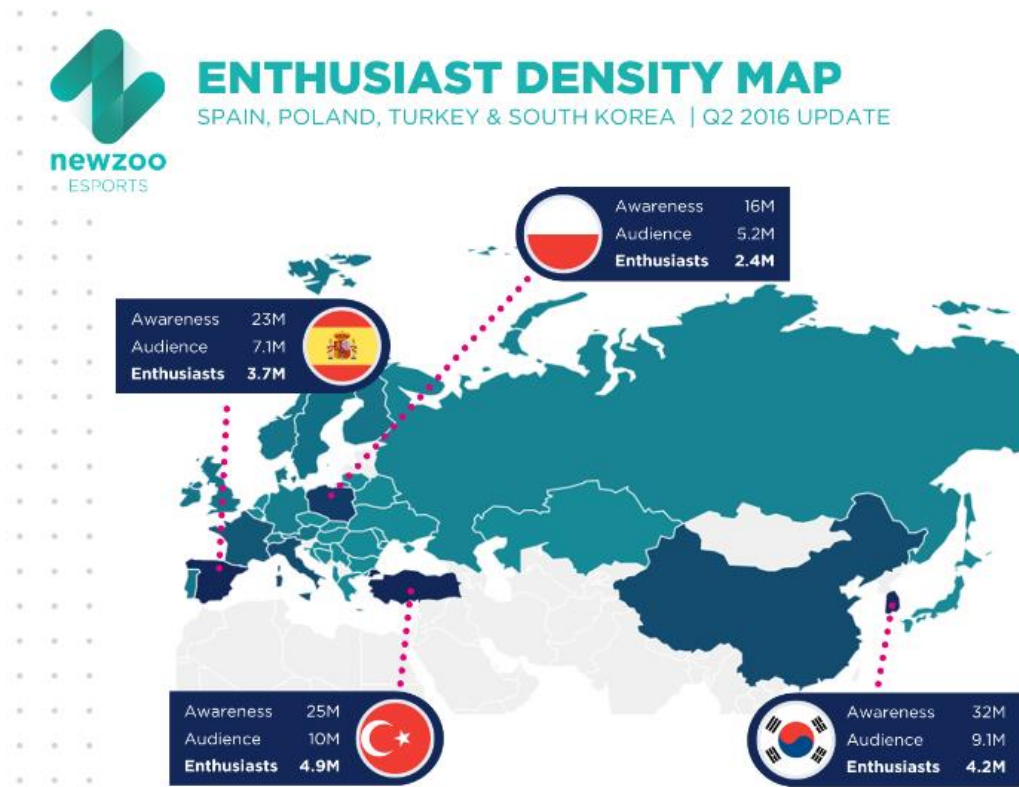 ENTHUSIAST DENSITY MAP
SPAIN, POLAND, TURKEY & SOUTH KOREA | Q2 2016 UPDATE
newzoo
ESPORTS
Awareness 16M
Audience 5.2M
Enthusiasts 2.4M
Awareness 23M
Audience 7.1M
Enthusiasts 3.7M
Awareness 25M
Audience 10M
Enthusiasts 4.9M
Awareness 32M
Audience 9.1M
Enthusiasts 4.2M